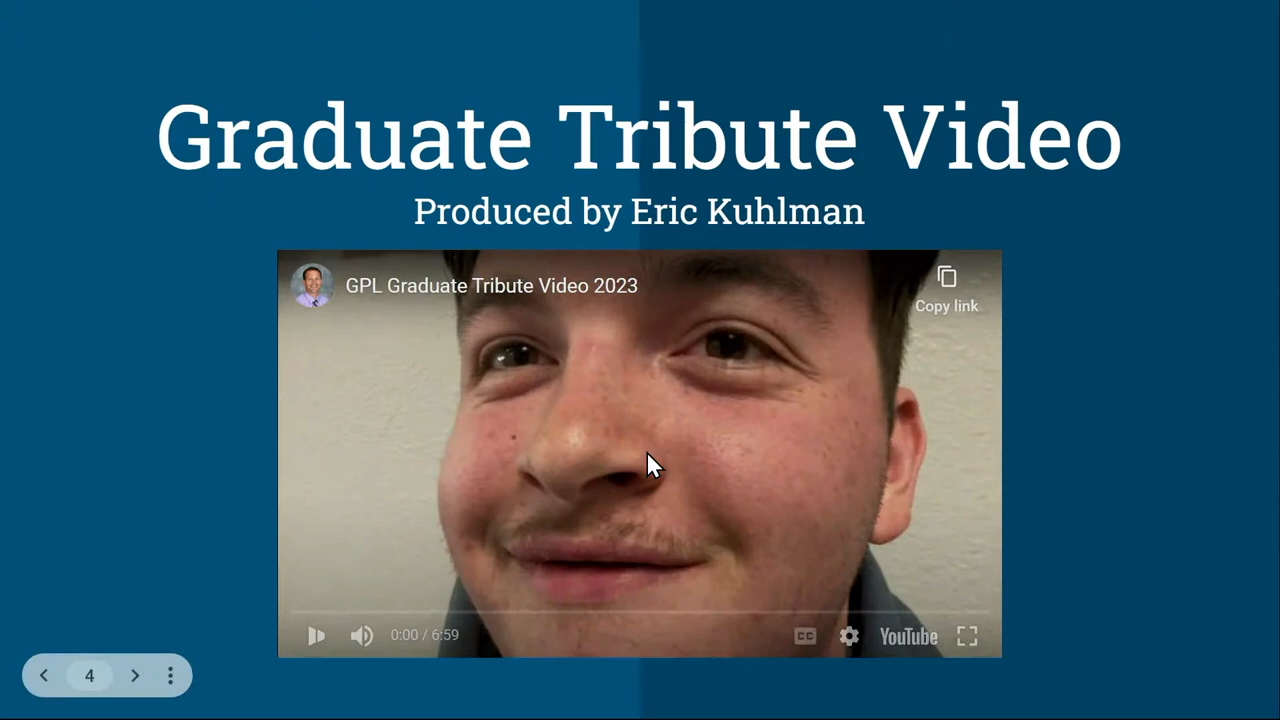 Graduate Tribute Video
Produced by Eric Kuhlman
GPL Graduate Tribute Video 2023
Copy link
0:00 / 6:59
CC
YouTube
4